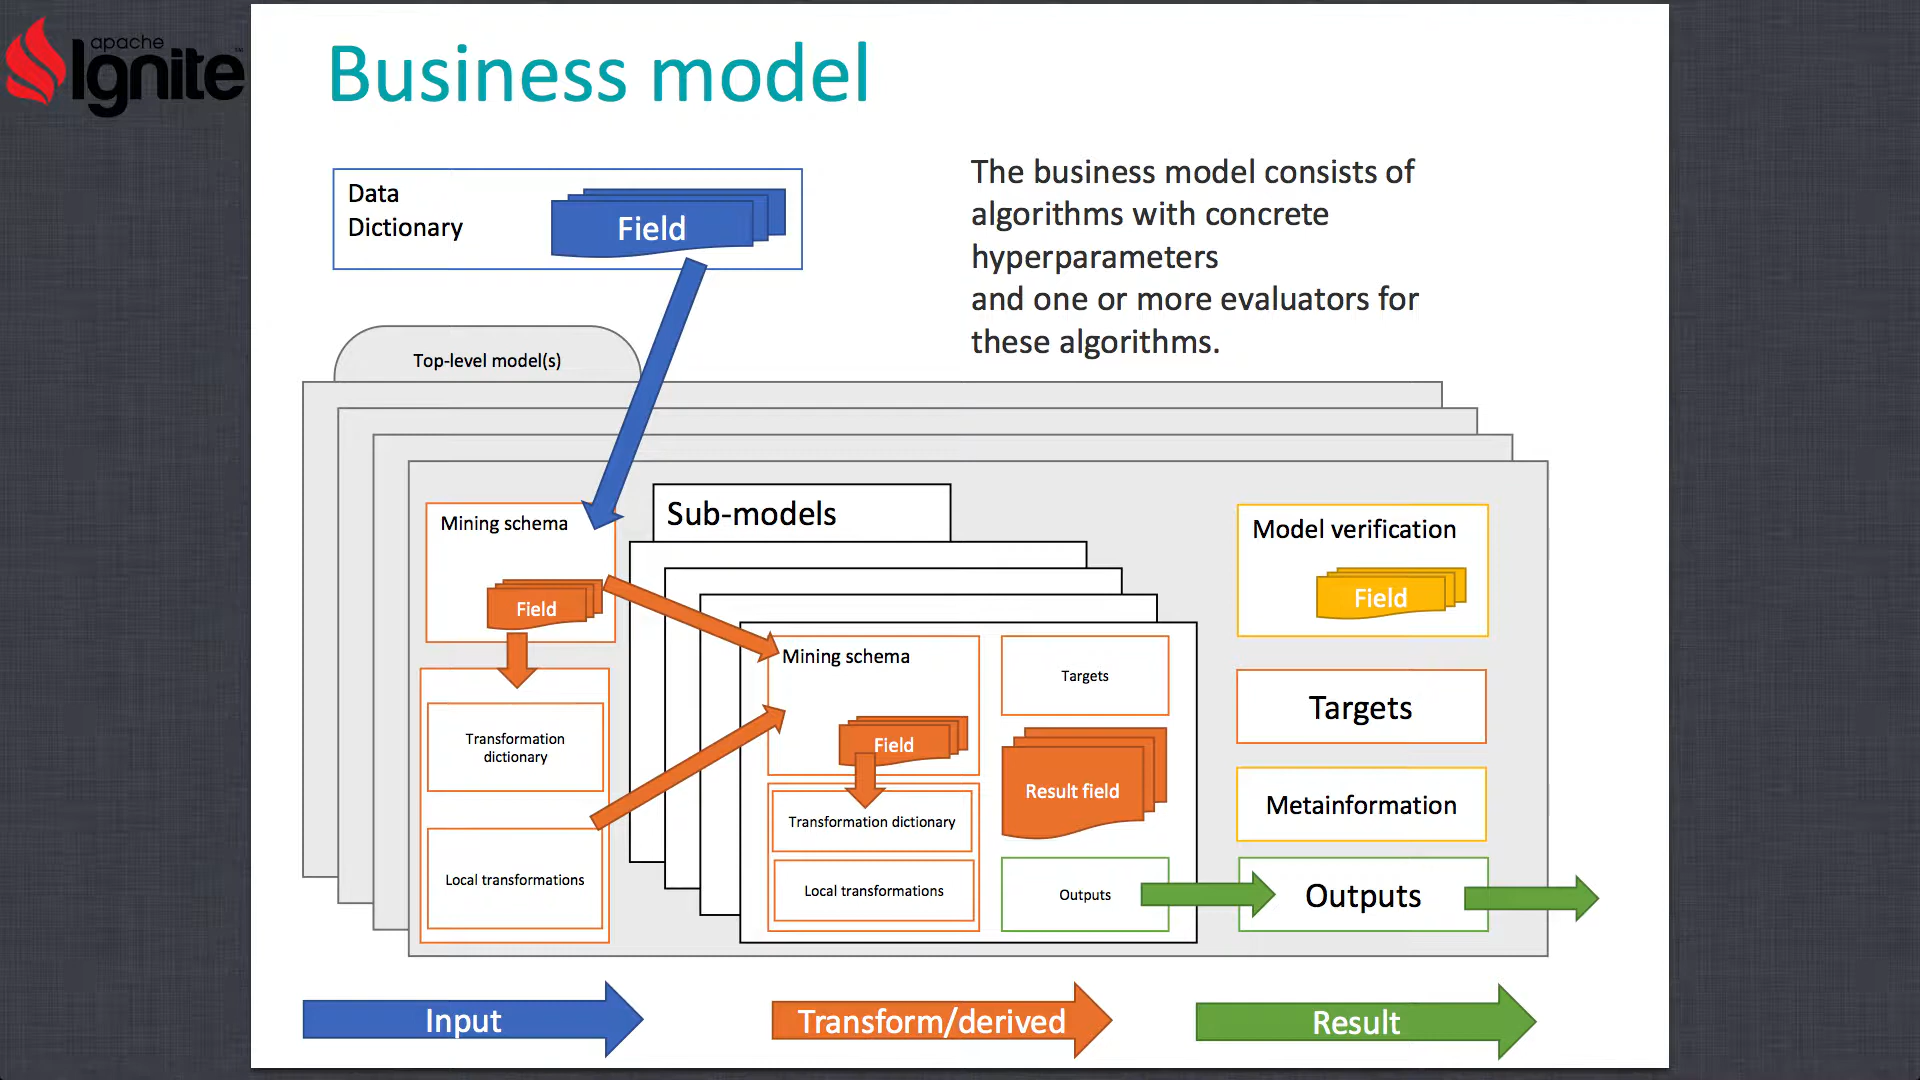 apache
Ignite™
Business model
Data
Dictionary
Field
The business model consists of
algorithms with concrete
hyperparameters
and one or more evaluators for
these algorithms.
Top-level model(s)
Mining schema
Field
Transformation
dictionary
Local transformations
Sub-models
Mining schema
Field
Transformation dictionary
Local transformations
Targets
Result field
Outputs
Model verification
Field
Targets
Metainformation
Outputs
Input
Transform/derived
Result